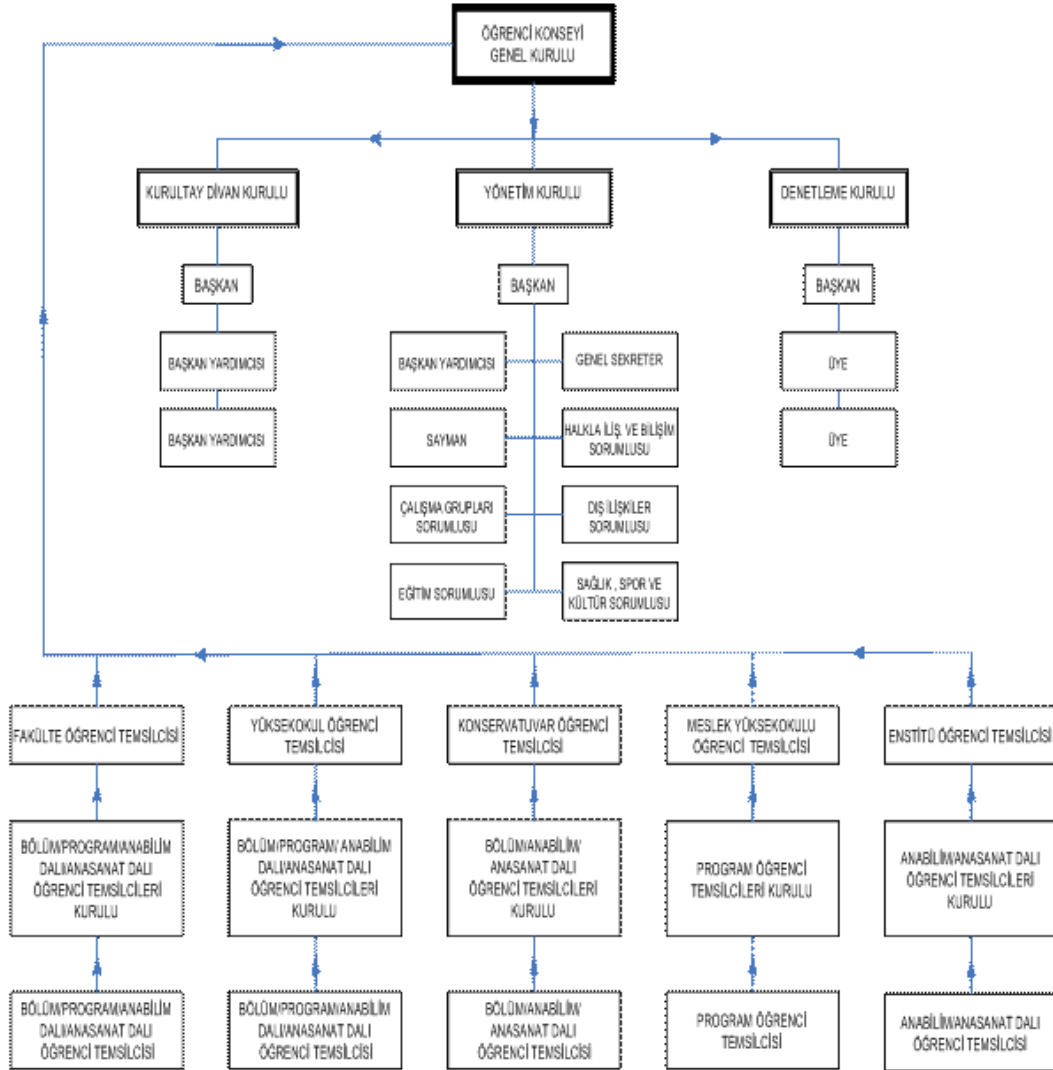 ÖĞRENCİ KONSEYİ
GENEL KURULU
KURULTAY DİVAN KURULU
YÖNETİM KURULU
DENETLEME KURULU
BAŞKAN
BAŞKAN
BAŞKAN
BAŞKAN YARDIMCISI
BAŞKAN YARDIMCISI
GENEL SEKRETER
ÜYE
BAŞKAN YARDIMCISI
SAYMAN
HALKLA İLİŞ. VE BİLİŞİM
SORUMLUSU
ÜYE
ÇALIŞMA GRUPLARI
SORUMLUSU
DIŞ İLİŞKİLER
SORUMLUSU
EĞİTİM SORUMLUSU
SAĞLIK , SPOR VE
KÜLTÜR SORUMLUSU
FAKÜLTE ÖĞRENCİ TEMSİLCİSİ
YÜKSEKOKUL ÖĞRENCİ
TEMSİLCİSİ
KONSERVATUVAR ÖĞRENCİ
TEMSİLCİSİ
MESLEK YÜKSEKOKULU
ÖĞRENCİ TEMSİLCİSİ
ENSTİTÜ ÖĞRENCİ TEMSİLCİSİ
BÖLÜM/PROGRAM/ANABİLİM
DALI/ANASANAT DALI
ÖĞRENCİ TEMSİLCİLERİ
KURULU
BÖLÜM/PROGRAM/ ANABİLİM
DALI/ANASANAT DALI
ÖĞRENCİ TEMSİLCİLERİ
KURULU
BÖLÜM/ANABİLİM/
ANASANAT DALI
ÖĞRENCİ TEMSİLCİLERİ
KURULU
PROGRAM ÖĞRENCİ
TEMSİLCİLERİ KURULU
ANABİLİM/ANASANAT DALI
ÖĞRENCİ TEMSİLCİLERİ
KURULU
BÖLÜM/PROGRAM/ANABİLİM
DALI/ANASANAT DALI
ÖĞRENCİ TEMSİLCİSİ
BÖLÜM/PROGRAM/ANABİLİM
DALI/ANASANAT DALI
ÖĞRENCİ TEMSİLCİSİ
BÖLÜM/ANABİLİM/
ANASANAT DALI
ÖĞRENCİ TEMSİLCİSİ
PROGRAM ÖĞRENCİ
TEMSİLCİSİ
ANABİLİM/ANASANAT DALI
ÖĞRENCİ TEMSİLCİSİ